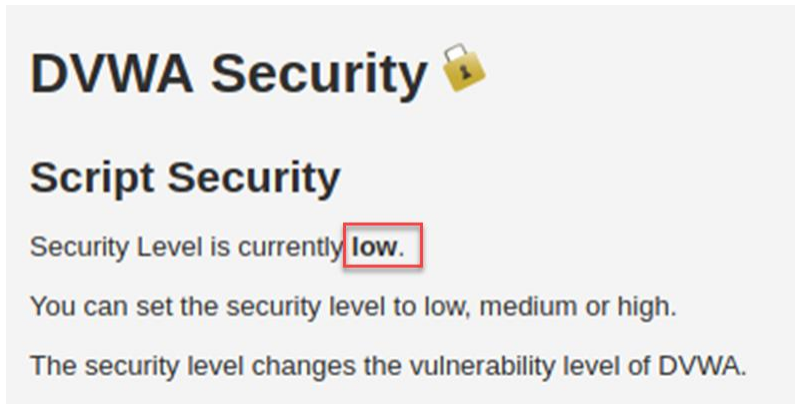 DVWA Security
Script Security
Security Level is currently low.
You can set the security level to low, medium or high.
The security level changes the vulnerability level of DVWA.